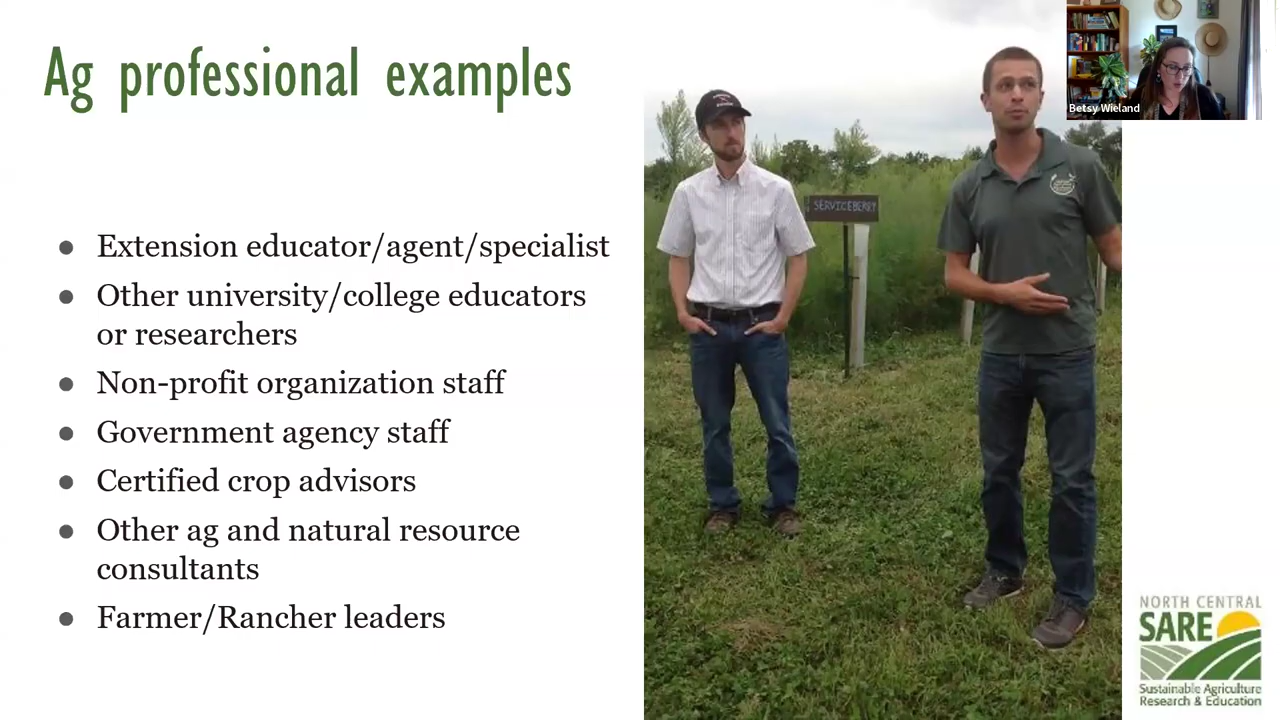 Ag professional examples
Betsy Wieland
SERVICEBERRY
Extension educator/agent/specialist
Other university/college educators
or researchers
Non-profit organization staff
Government agency staff
Certified crop advisors
Other ag and natural resource
consultants
Farmer/Rancher leaders
NORTH CENTRAL
SARE
Sustainable Agriculture
Research & Education